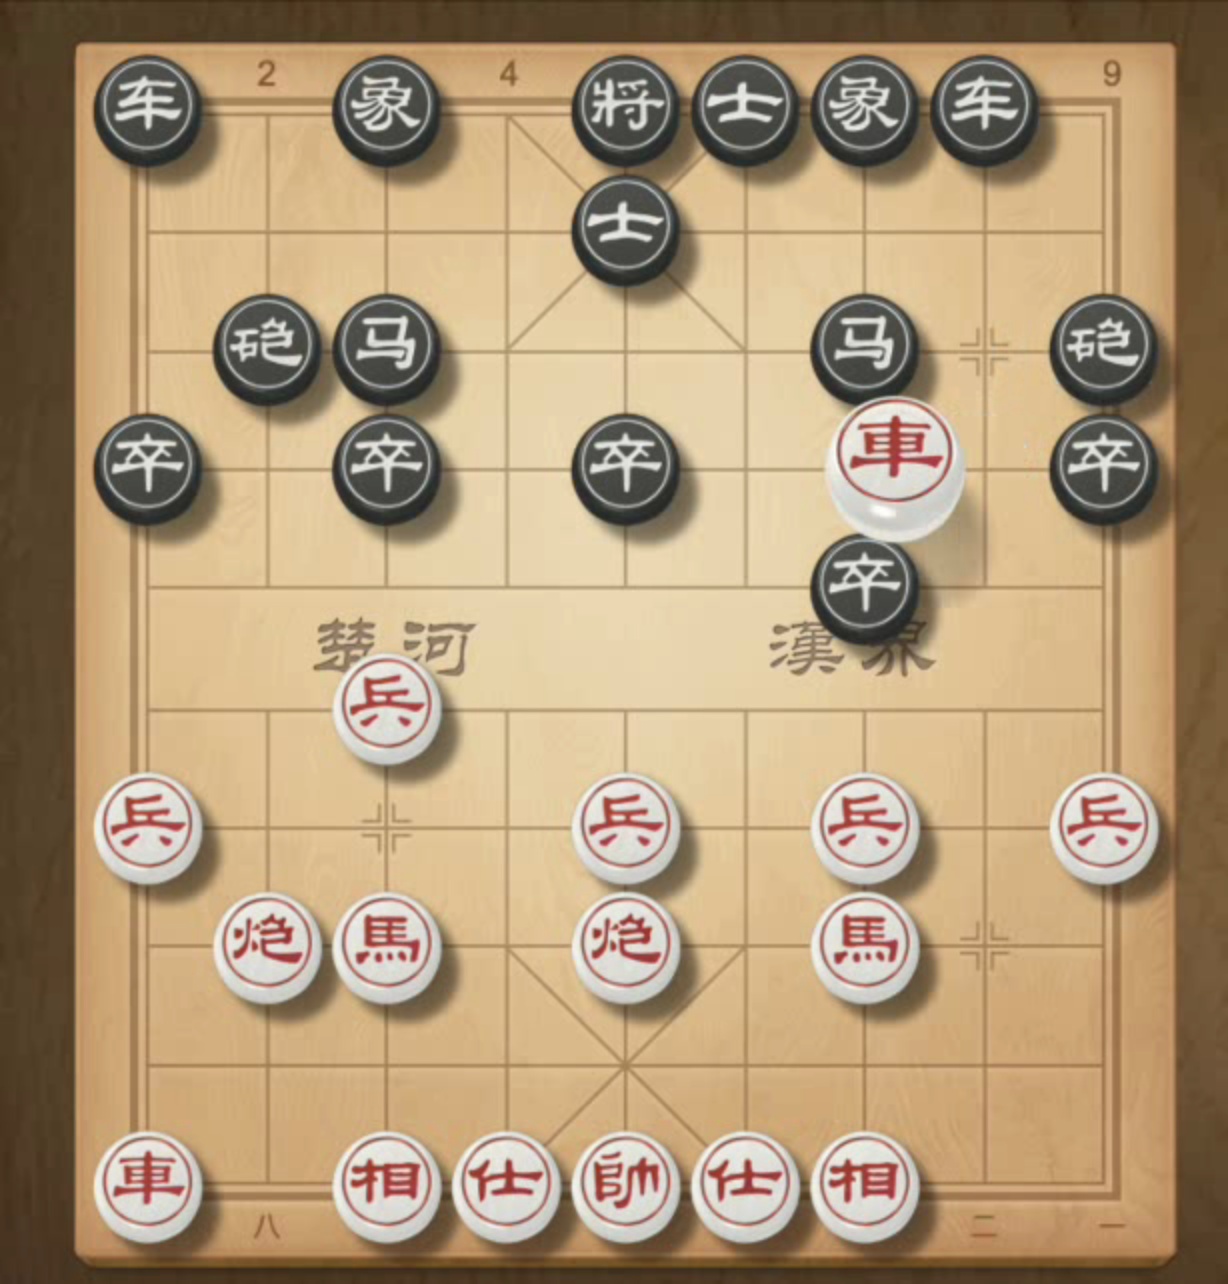 2 4 9
车 象 將 士 象 车
士
砲 马 马 砲
卒 卒 卒 車 卒
卒
楚河 漢界
兵
兵 兵 兵 兵
炮 馬 炮 馬
車 相 仕 帥 仕 相
八 二 一